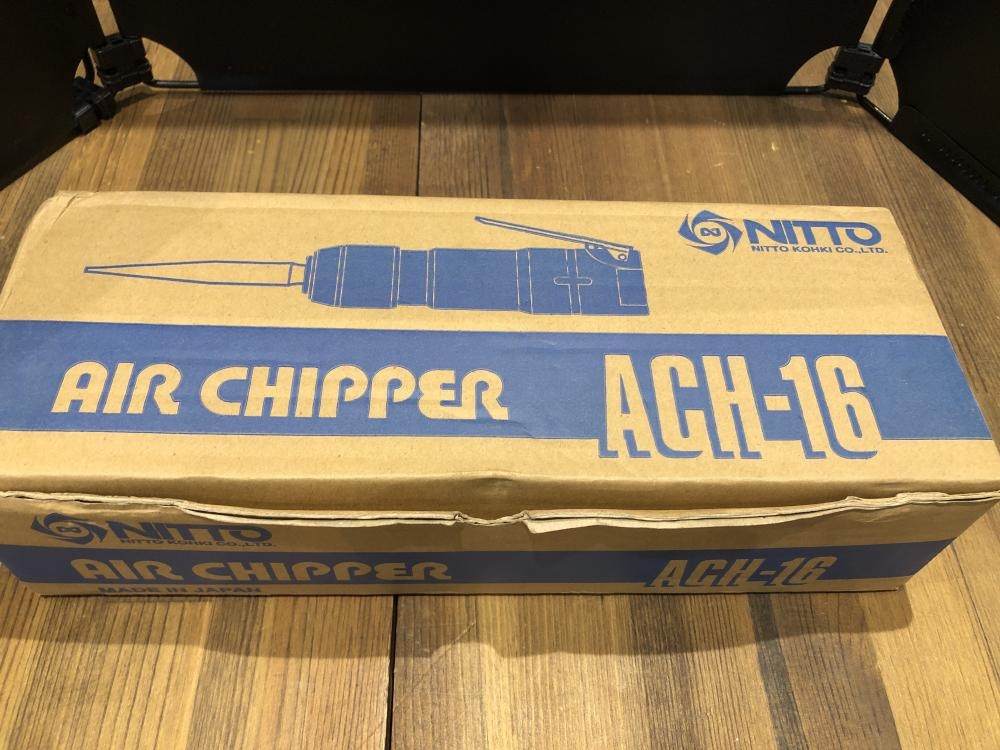 NITTO
NITTO KOHKI CO.,LTD.
AIR CHIPPER ACH-16
NITTO
NITTO KOHKI CO.,LTD.
AIR CHIPPER ACH-16
MADE IN JAPAN